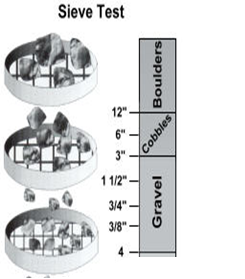 Sieve Test
Boulders
12"
Cobbles
6"
3"
1 1/2"
Gravel
3/4"
3/8"
4